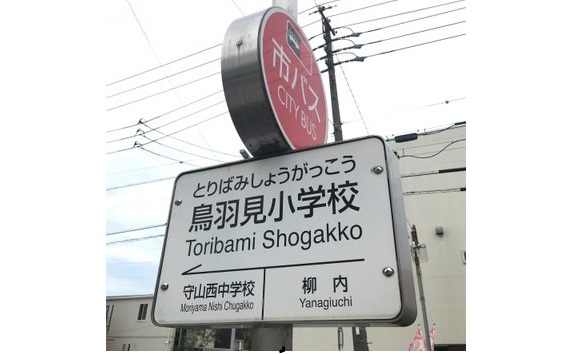 市バス
CITY BUS
とりばみしょうがっこう
鳥羽見小学校
Toribami Shogakko
守山西中学校
Moriyama Nishi Chugakko
柳内
Yanagiuchi